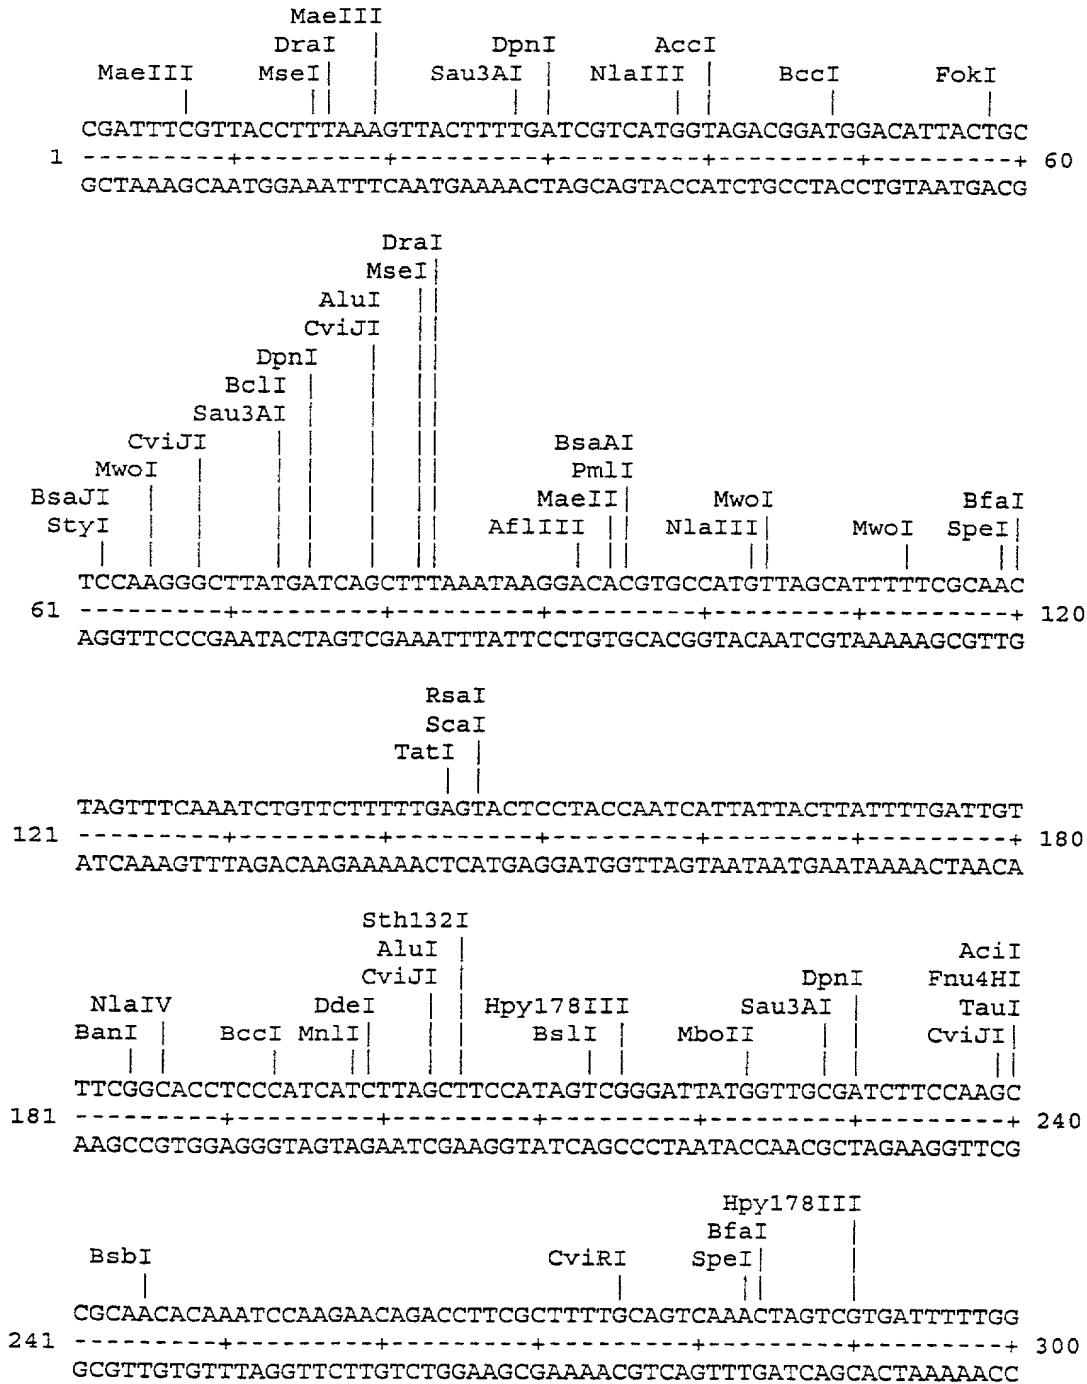 MaeIII
DraI DpnI AccI
MaeIII MseI Sau3AI NlaIII BccI FokI
CGATTTCGTTACCTTTAAAGTTACTTTTGATCGTCATGGTAGACGGATGGACATTACTGC
1 ---------+---------+---------+---------+---------+---------+ 60
GCTAAAGCAATGGAAATTTCAATGAAAACTAGCAGTACCATCTGCCTACCTGTAATGACG
DraI
MseI
AluI
CviJI
DpnI
BclI
Sau3AI
CviJI BsaAI
MwoI PmlI
BsaJI MaeII MwoI BfaI
StyI AflIII NlaIII MwoI SpeI
TCCAAGGGCTTATGATCAGCTTTAAATAAGGACACGTGCCATGTTAGCATTTTTCGCAAC
61 ---------+---------+---------+---------+---------+---------+ 120
AGGTTCCCGAATACTAGTCGAAATTTATTCCTGTGCACGGTACAATCGTAAAAAGCGTTG
RsaI
ScaI
TatI
TAGTTTCAAATCTGTTCTTTTTGAGTACTCCTACCAATCATTATTACTTATTTTGATTGT
121 ---------+---------+---------+---------+---------+---------+ 180
ATCAAAGTTTAGACAAGAAAAACTCATGAGGATGGTTAGTAATAATGAATAAAACTAACA
Sth132I
AluI AciI
CviJI DpnI Fnu4HI
NlaIV DdeI Hpy178III Sau3AI TauI
BanI BccI MnlI BslI MboII CviJI
TTCGGCACCTCCCATCATCTTAGCTTCCATAGTCGGGATTATGGTTGCGATCTTCCAAGC
181 ---------+---------+---------+---------+---------+---------+ 240
AAGCCGTGGAGGGTAGTAGAATCGAAGGTATCAGCCCTAATACCAACGCTAGAAGGTTCG
Hpy178III
BfaI
BsbI CviRI SpeI
CGCAACACAAATCCAAGAACAGACCTTCGCTTTTGCAGTCAAACTAGTCGTGATTTTTGG
241 ---------+---------+---------+---------+---------+---------+ 300
GCGTTGTGTTTAGGTTCTTGTCTGGAAGCGAAAACGTCAGTTTGATCAGCACTAAAAACC